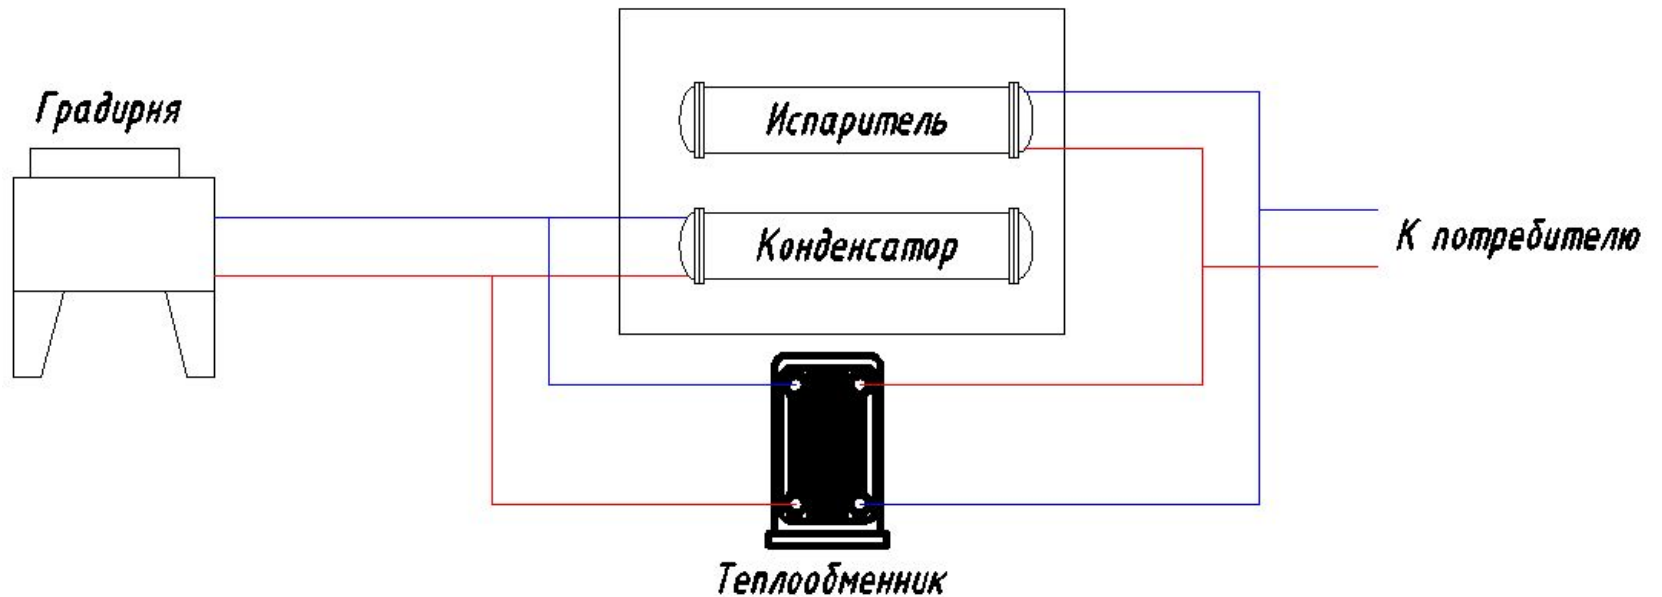 Градирня
Испаритель
Конденсатор
К потребителю
Теплообменник